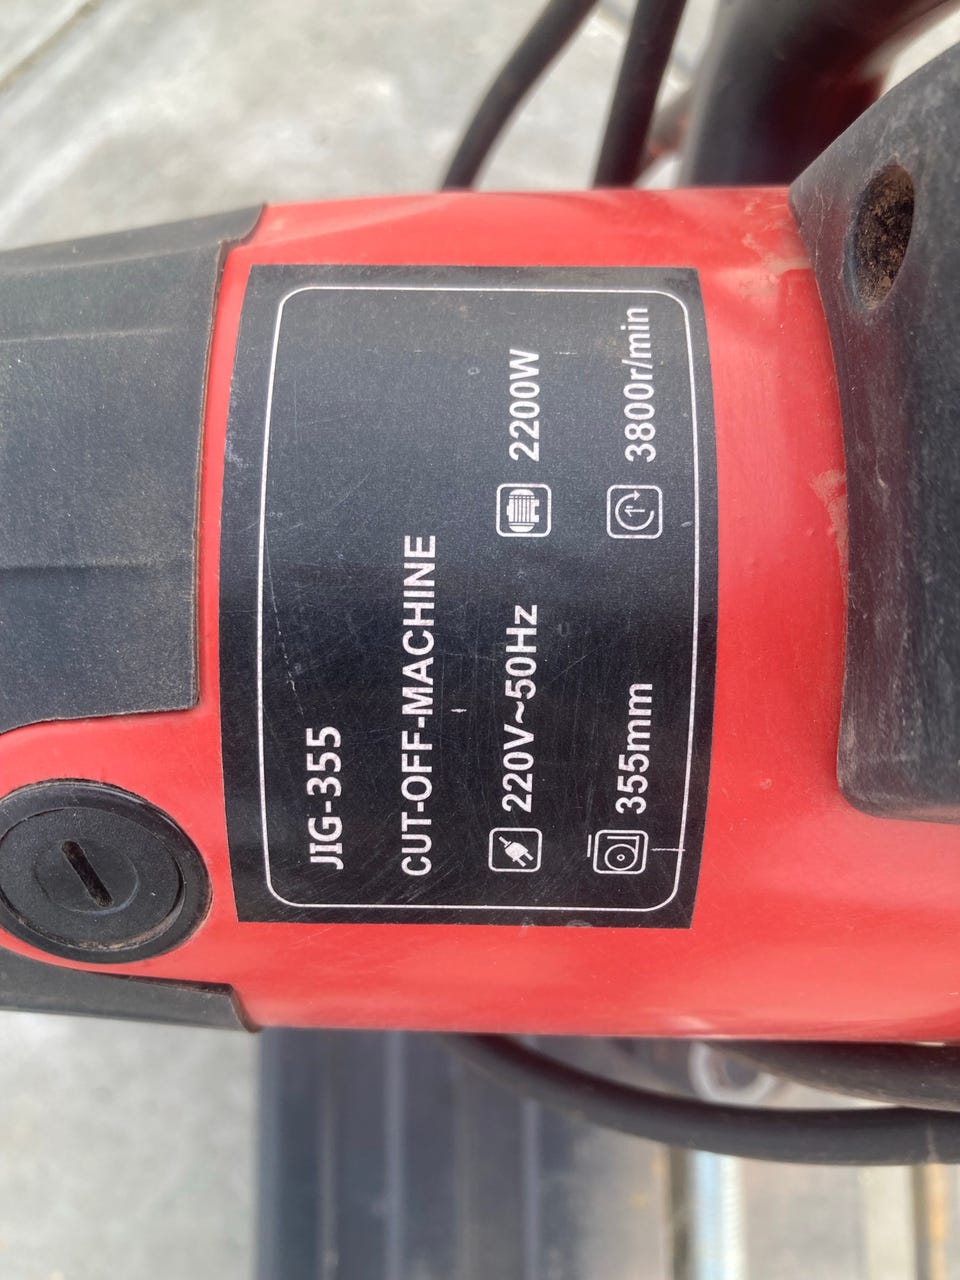 JIG-355
CUT-OFF-MACHINE
220V~50Hz 2200W
355mm 3800r/min